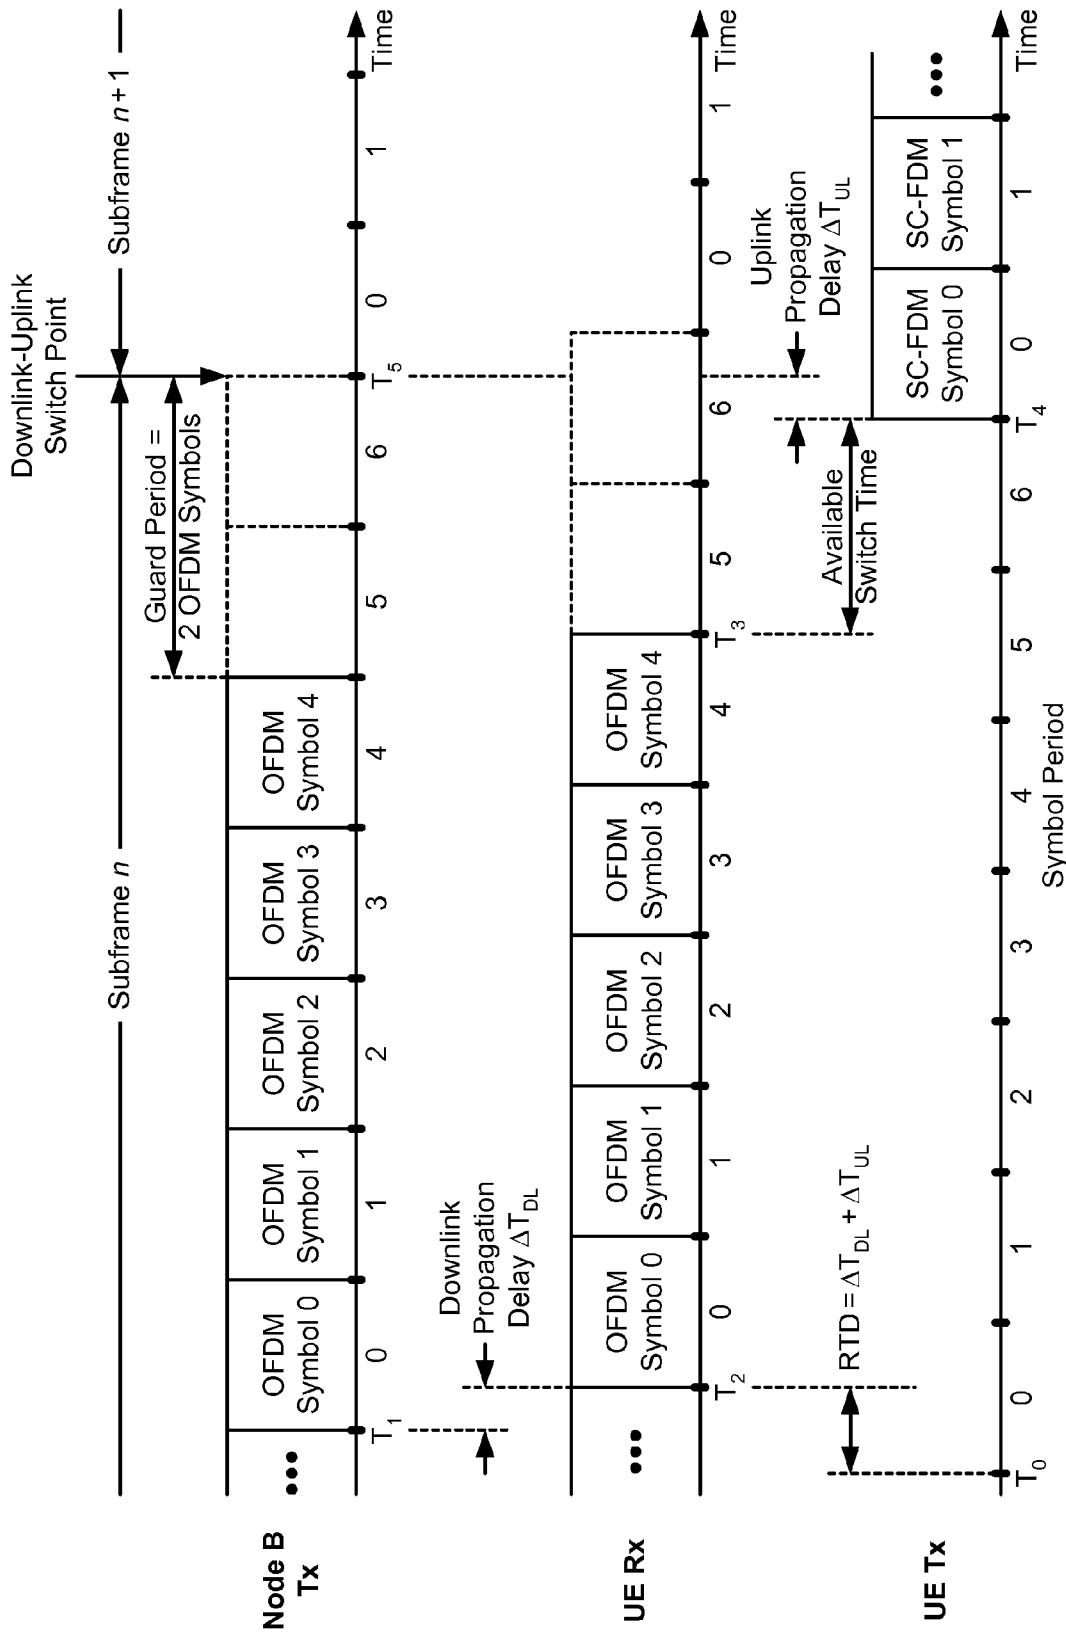 Downlink-Uplink
Switch Point
Subframe n
Subframe n + 1
Guard Period =
2 OFDM Symbols
Node B
Tx
•••
OFDM
Symbol 0
OFDM
Symbol 1
OFDM
Symbol 2
OFDM
Symbol 3
OFDM
Symbol 4
T1
0
1
2
3
4
5
6
T5
0
1
Time
Downlink
Propagation
Delay ΔTDL
UE Rx
•••
OFDM
Symbol 0
OFDM
Symbol 1
OFDM
Symbol 2
OFDM
Symbol 3
OFDM
Symbol 4
T2
0
1
2
3
4
T3
5
6
0
1
Time
Uplink
Propagation
Delay ΔTUL
RTD = ΔTDL + ΔTUL
Available
Switch Time
UE Tx
SC-FDM
Symbol 0
SC-FDM
Symbol 1
•••
T0
0
1
2
3
4
5
6
T4
0
1
Time
Symbol Period